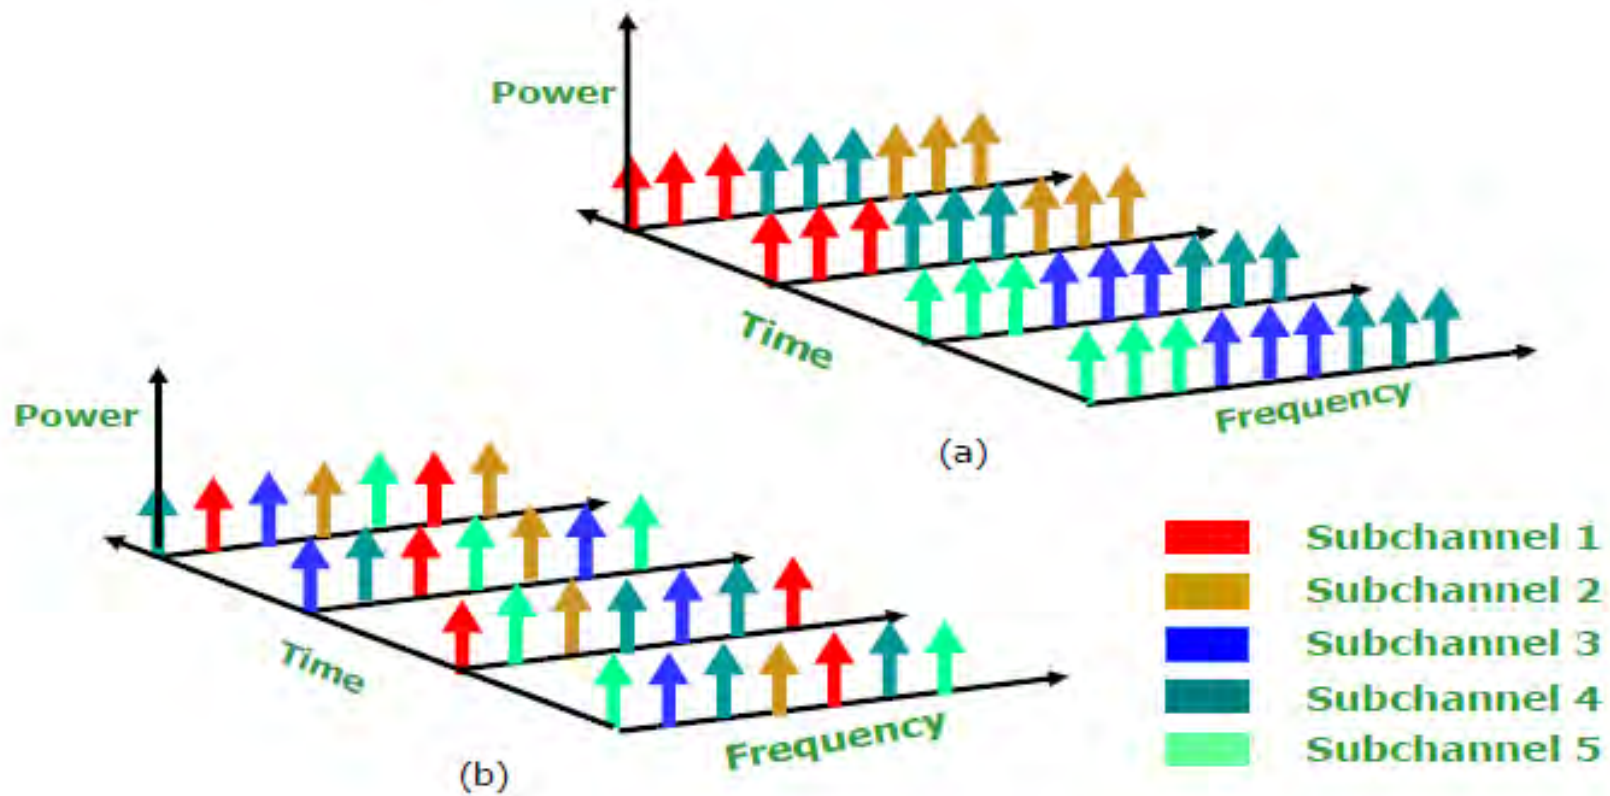 Power
Time
Frequency
(a)
Power
Time
Frequency
(b)
Subchannel 1
Subchannel 2
Subchannel 3
Subchannel 4
Subchannel 5